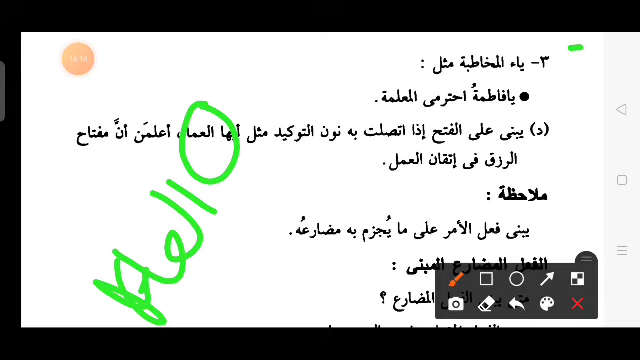 16:14
٣- ياء المخاطبة مثل :
● يافاطمةُ احترمى المعلمة .
(د) يبنى على الفتح إذا اتصلت به نون التوكيد مثل أيها العمال أعلمَن أنَّ مفتاح
الرزق فى إتقان العمل .
ملاحظة :
يبنى فعل الأمر على ما يُجزم به مضارعُه .
الفعل المضارع المبنى :
المضارع ؟
Hello